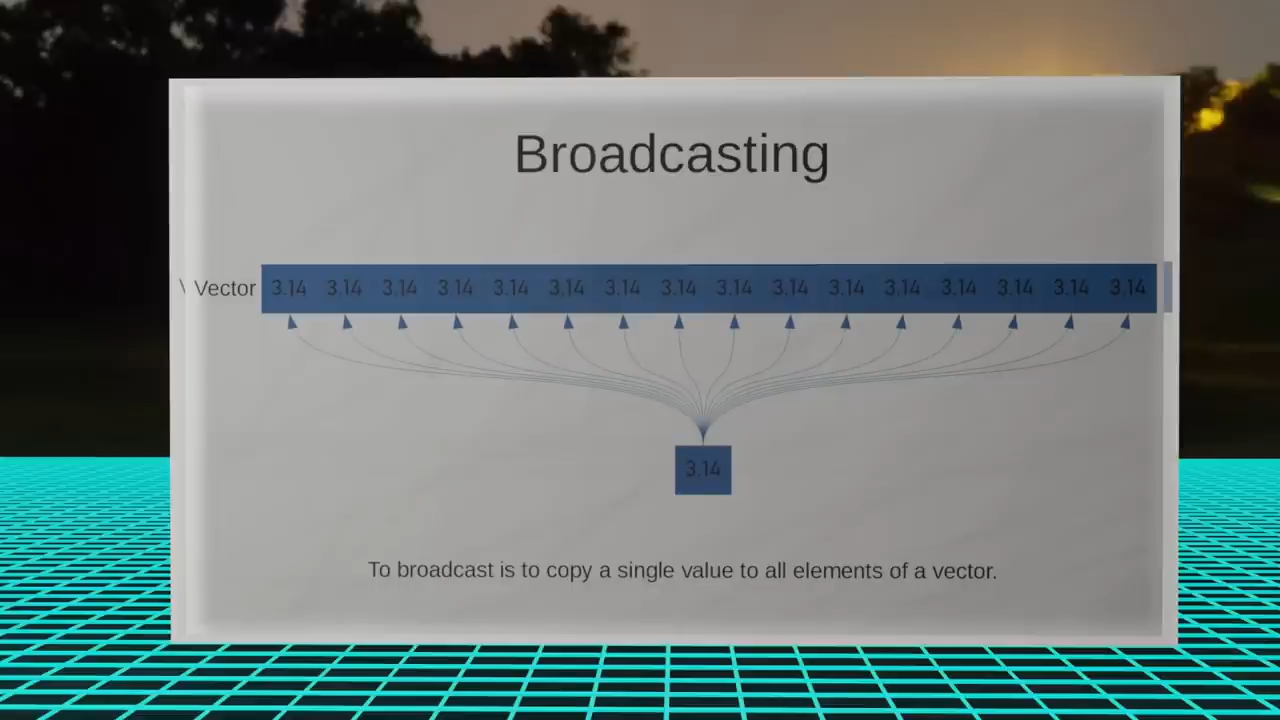 Broadcasting
Vector 3.14 3.14 3.14 3.14 3.14 3.14 3.14 3.14 3.14 3.14 3.14 3.14 3.14 3.14 3.14 3.14
3.14
To broadcast is to copy a single value to all elements of a vector.